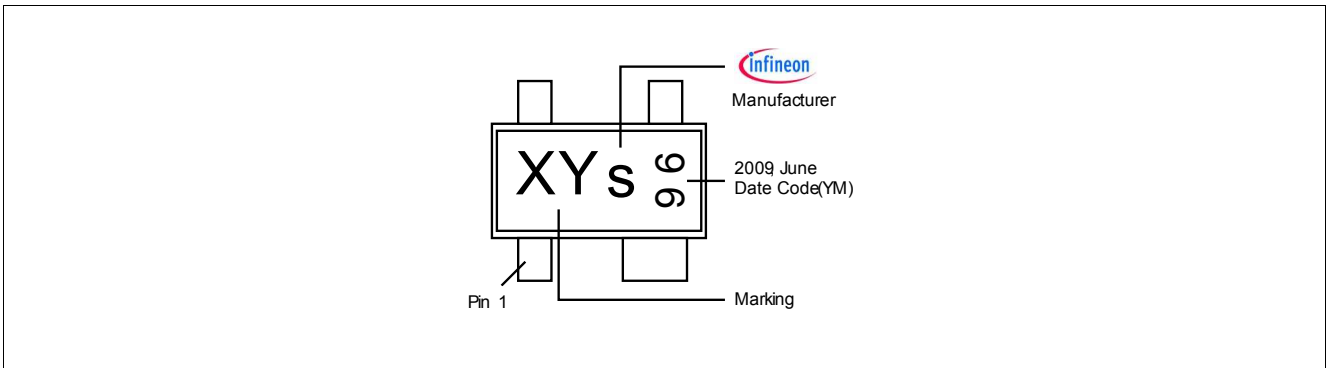 infineon
Manufacturer
XYs
96
2009, June
Date Code(YM)
Pin 1
Marking